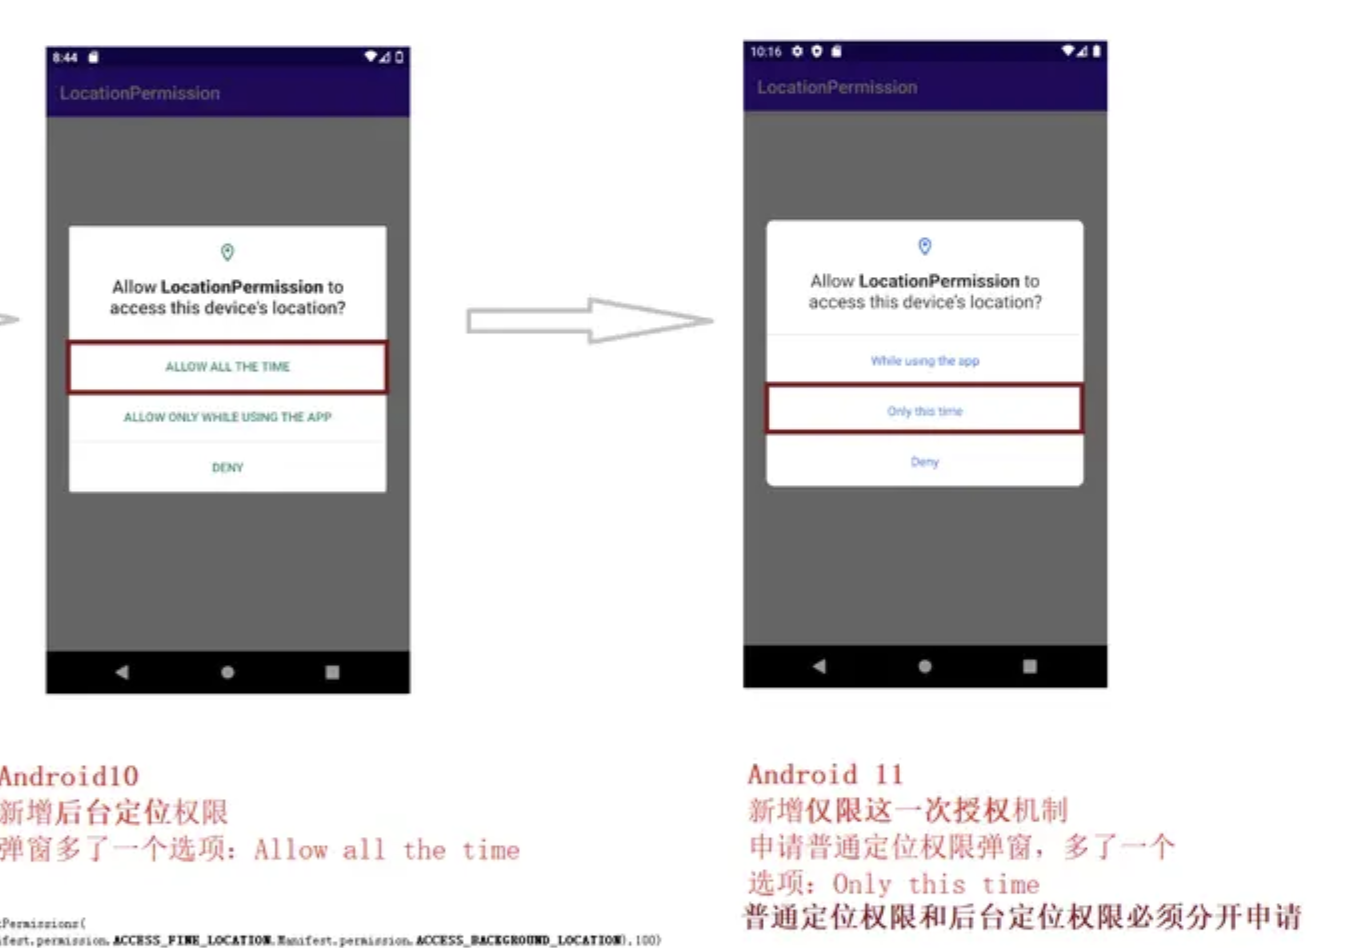 8:44
LocationPermission
Allow LocationPermission to
access this device's location?
ALLOW ALL THE TIME
ALLOW ONLY WHILE USING THE APP
DENY
Android10
新增后台定位权限
弹窗多了一个选项：Allow all the time
Permissions(
fest.permission.ACCESS_FINE_LOCATION,Manifest.permission.ACCESS_BACKGROUND_LOCATION),100)
10:16
LocationPermission
Allow LocationPermission to
access this device's location?
While using the app
Only this time
Deny
Android 11
新增仅限这一次授权机制
申请普通定位权限弹窗，多了一个
选项：Only this time
普通定位权限和后台定位权限必须分开申请